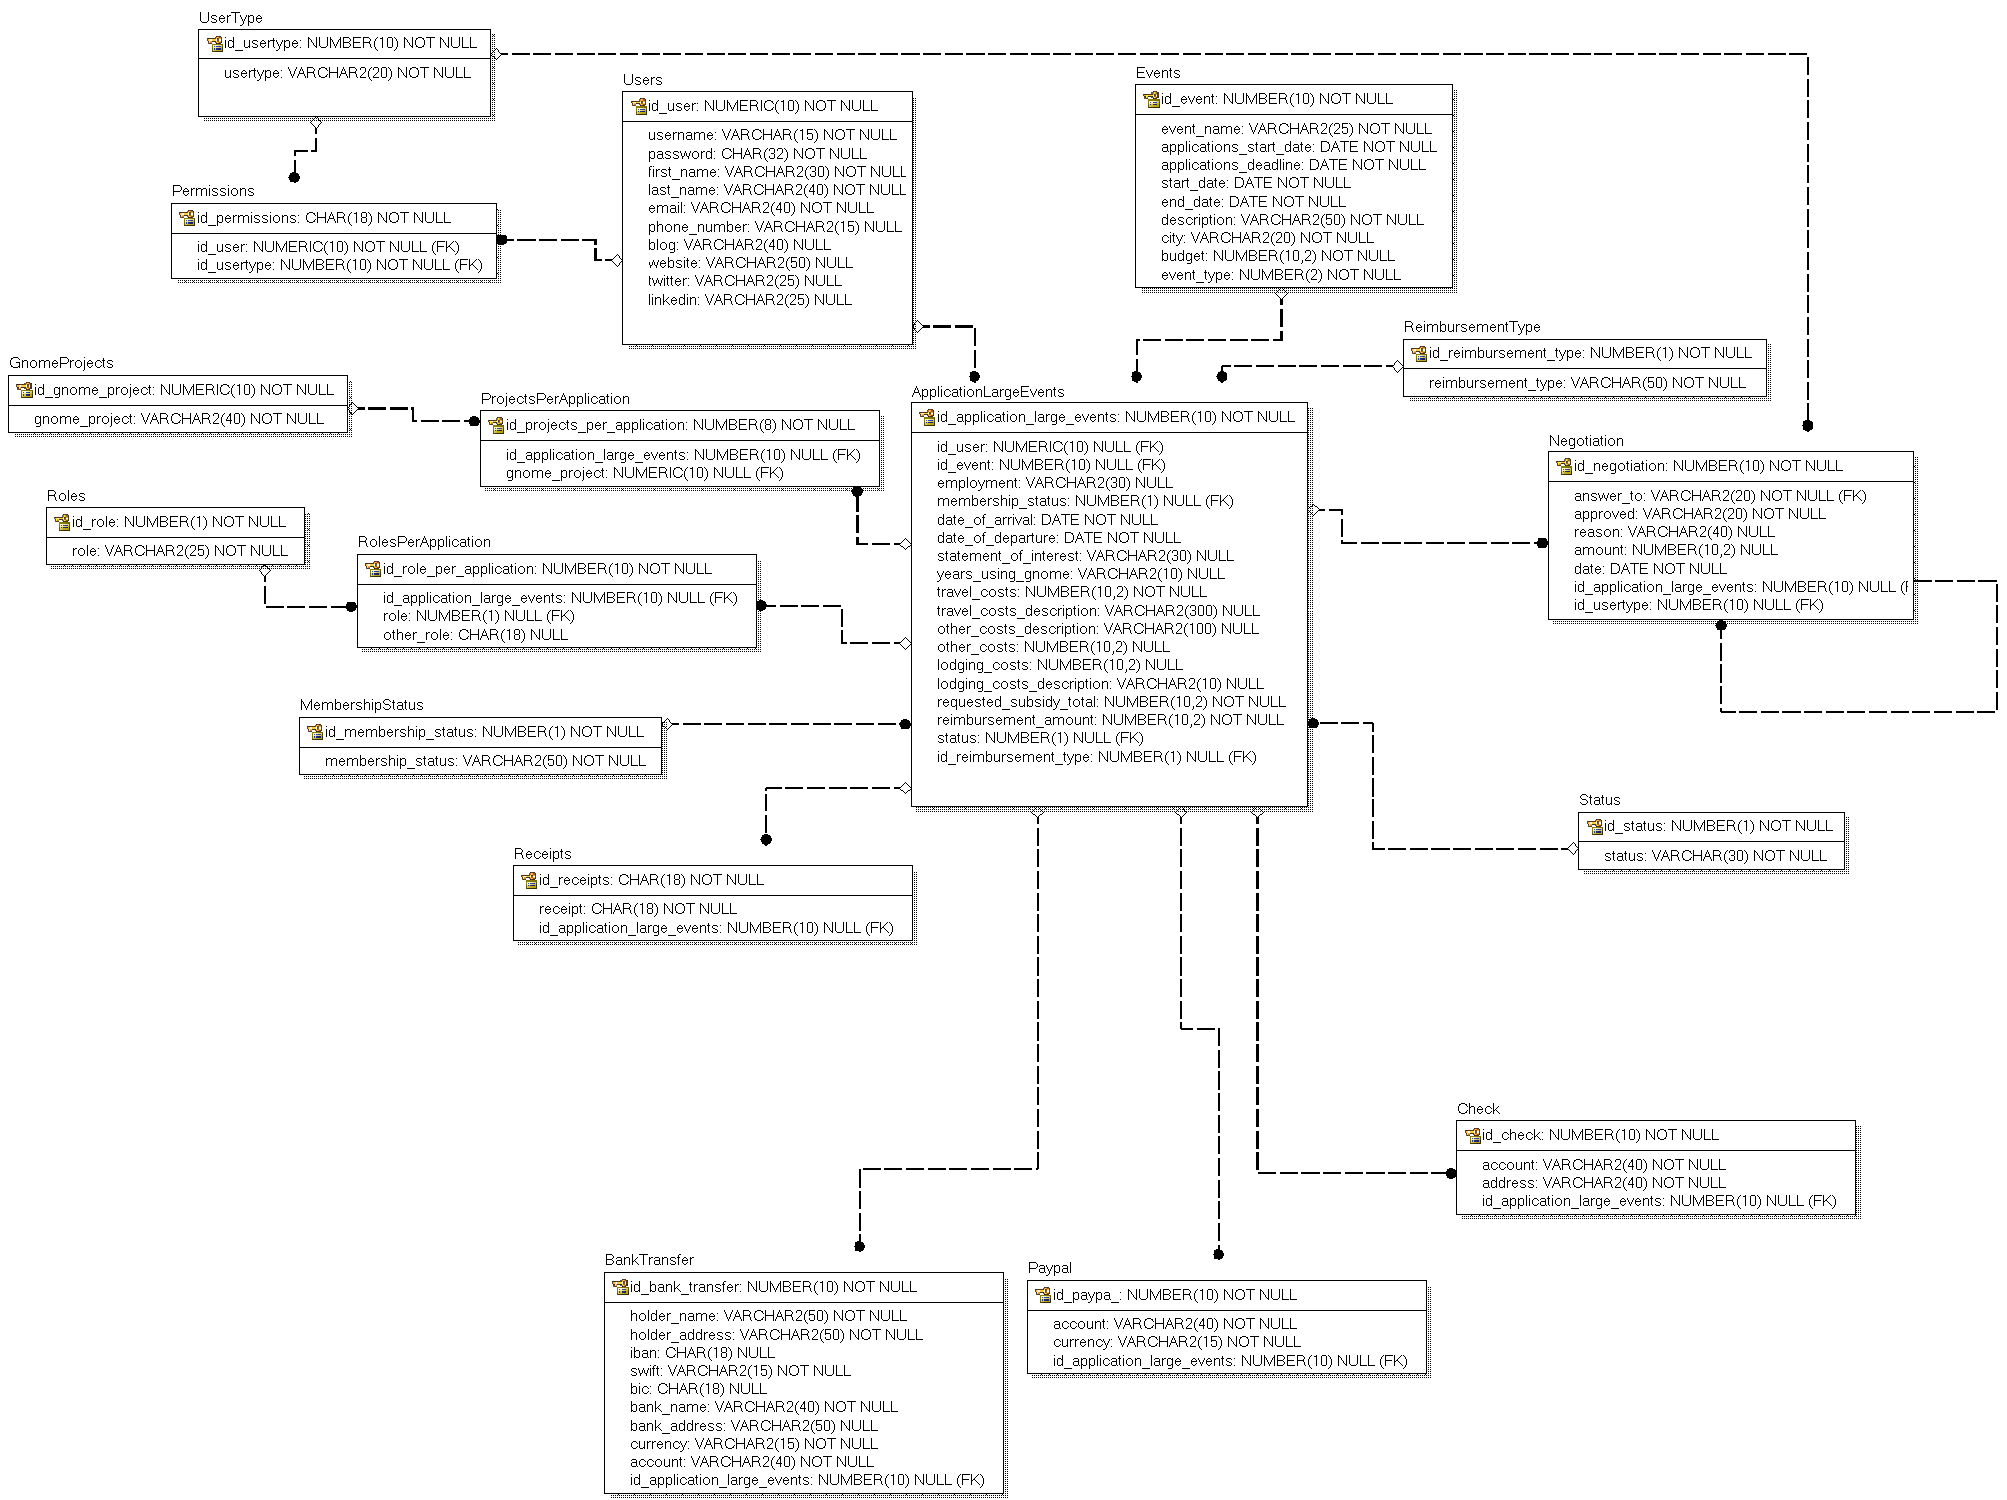 UserType
id_usertype: NUMBER(10) NOT NULL
usertype: VARCHAR2(20) NOT NULL
Users
id_user: NUMERIC(10) NOT NULL
username: VARCHAR(15) NOT NULL
password: CHAR(32) NOT NULL
first_name: VARCHAR2(30) NOT NULL
last_name: VARCHAR2(40) NOT NULL
email: VARCHAR2(40) NOT NULL
phone_number: VARCHAR2(15) NULL
blog: VARCHAR2(40) NULL
website: VARCHAR2(50) NULL
twitter: VARCHAR2(25) NULL
linkedin: VARCHAR2(25) NULL
Events
id_event: NUMBER(10) NOT NULL
event_name: VARCHAR2(25) NOT NULL
applications_start_date: DATE NOT NULL
applications_deadline: DATE NOT NULL
start_date: DATE NOT NULL
end_date: DATE NOT NULL
description: VARCHAR2(50) NOT NULL
city: VARCHAR2(20) NOT NULL
budget: NUMBER(10,2) NOT NULL
event_type: NUMBER(2) NOT NULL
Permissions
id_permissions: CHAR(18) NOT NULL
id_user: NUMERIC(10) NOT NULL (FK)
id_usertype: NUMBER(10) NOT NULL (FK)
ReimbursementType
id_reimbursement_type: NUMBER(1) NOT NULL
reimbursement_type: VARCHAR(50) NOT NULL
GnomeProjects
id_gnome_project: NUMERIC(10) NOT NULL
gnome_project: VARCHAR2(40) NOT NULL
ProjectsPerApplication
id_projects_per_application: NUMBER(8) NOT NULL
id_application_large_events: NUMBER(10) NULL (FK)
gnome_project: NUMERIC(10) NULL (FK)
ApplicationLargeEvents
id_application_large_events: NUMBER(10) NOT NULL
id_user: NUMERIC(10) NULL (FK)
id_event: NUMBER(10) NULL (FK)
employment: VARCHAR2(30) NULL
membership_status: NUMBER(1) NULL (FK)
date_of_arrival: DATE NOT NULL
date_of_departure: DATE NOT NULL
statement_of_interest: VARCHAR2(30) NULL
years_using_gnome: VARCHAR2(10) NULL
travel_costs: NUMBER(10,2) NOT NULL
travel_costs_description: VARCHAR2(300) NULL
other_costs_description: VARCHAR2(100) NULL
other_costs: NUMBER(10,2) NULL
lodging_costs: NUMBER(10,2) NULL
lodging_costs_description: VARCHAR2(10) NULL
requested_subsidy_total: NUMBER(10,2) NOT NULL
reimbursement_amount: NUMBER(10,2) NOT NULL
status: NUMBER(1) NULL (FK)
id_reimbursement_type: NUMBER(1) NULL (FK)
Negotiation
id_negotiation: NUMBER(10) NOT NULL
answer_to: VARCHAR2(20) NOT NULL (FK)
approved: VARCHAR2(20) NOT NULL
reason: VARCHAR2(40) NULL
amount: NUMBER(10,2) NULL
date: DATE NOT NULL
id_application_large_events: NUMBER(10) NULL (F
id_usertype: NUMBER(10) NULL (FK)
Roles
id_role: NUMBER(1) NOT NULL
role: VARCHAR2(25) NOT NULL
RolesPerApplication
id_role_per_application: NUMBER(10) NOT NULL
id_application_large_events: NUMBER(10) NULL (FK)
role: NUMBER(1) NULL (FK)
other_role: CHAR(18) NULL
MembershipStatus
id_membership_status: NUMBER(1) NOT NULL
membership_status: VARCHAR2(50) NOT NULL
Status
id_status: NUMBER(1) NOT NULL
status: VARCHAR(30) NOT NULL
Receipts
id_receipts: CHAR(18) NOT NULL
receipt: CHAR(18) NOT NULL
id_application_large_events: NUMBER(10) NULL (FK)
Check
id_check: NUMBER(10) NOT NULL
account: VARCHAR2(40) NOT NULL
address: VARCHAR2(40) NOT NULL
id_application_large_events: NUMBER(10) NULL (FK)
BankTransfer
id_bank_transfer: NUMBER(10) NOT NULL
holder_name: VARCHAR2(50) NOT NULL
holder_address: VARCHAR2(50) NOT NULL
iban: CHAR(18) NULL
swift: VARCHAR2(15) NOT NULL
bic: CHAR(18) NULL
bank_name: VARCHAR2(40) NOT NULL
bank_address: VARCHAR2(50) NULL
currency: VARCHAR2(15) NOT NULL
account: VARCHAR2(40) NOT NULL
id_application_large_events: NUMBER(10) NULL (FK)
Paypal
id_paypa_: NUMBER(10) NOT NULL
account: VARCHAR2(40) NOT NULL
currency: VARCHAR2(15) NOT NULL
id_application_large_events: NUMBER(10) NULL (FK)